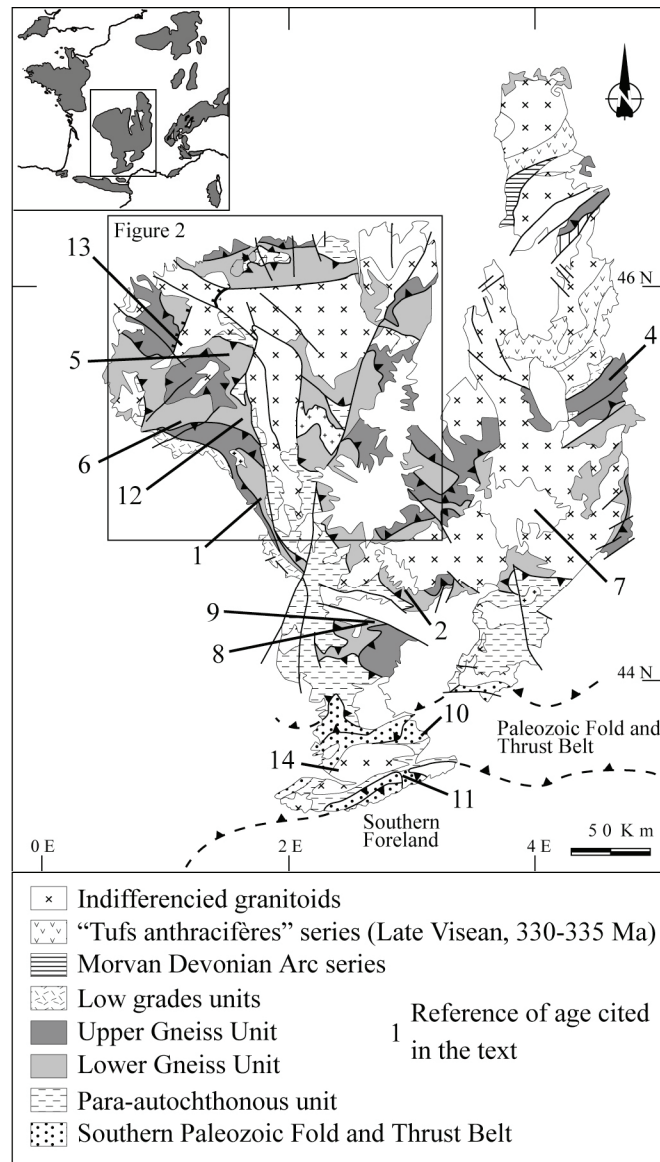 N
Figure 2
13
46 N
5
4
6
12
1
7
9
2
8
44 N
10
Paleozoic Fold and
Thrust Belt
14
11
Southern
Foreland
0 E
2 E
4 E
50 Km
Indifferencied granitoids
“Tufs anthracifères” series (Late Visean, 330-335 Ma)
Morvan Devonian Arc series
Low grades units
Upper Gneiss Unit
1 Reference of age cited
in the text
Lower Gneiss Unit
Para-autochthonous unit
Southern Paleozoic Fold and Thrust Belt